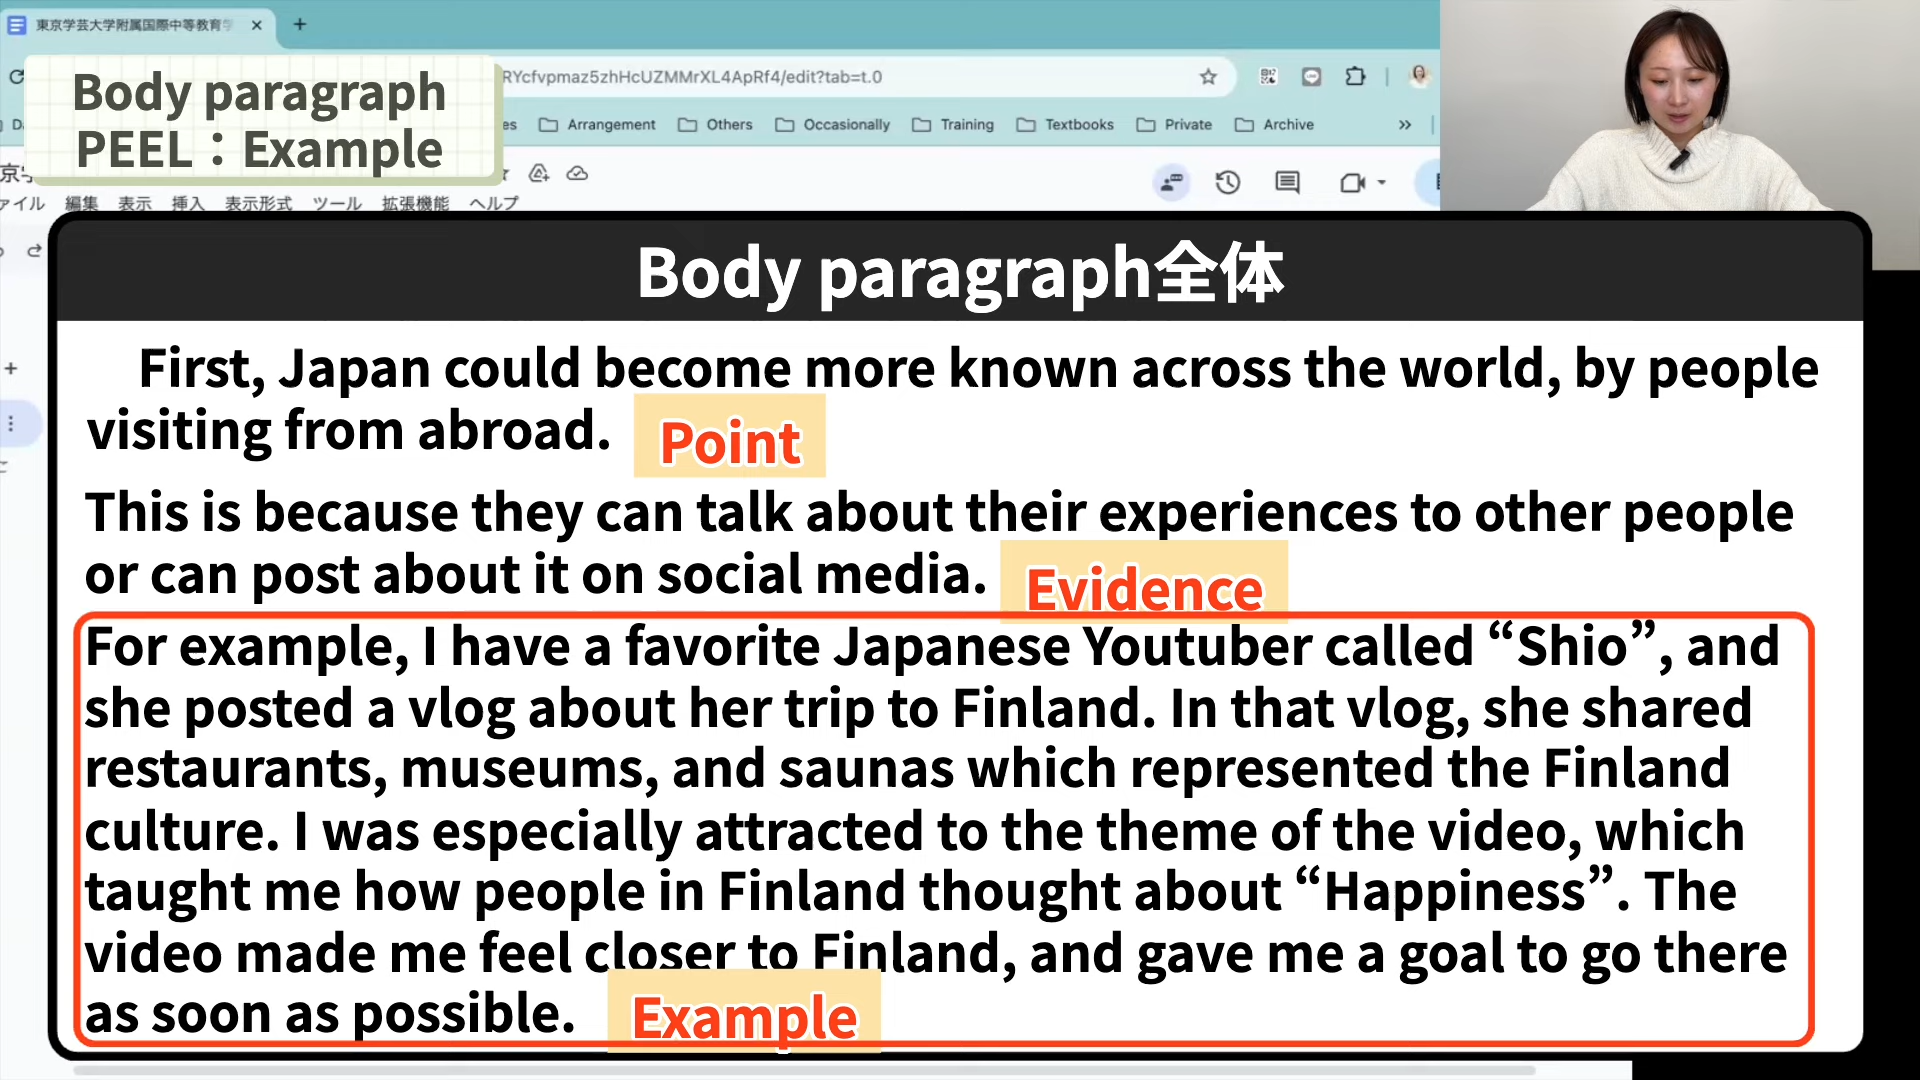 東京学芸大学附属国際中等教育学
RYcfvpmaz5zhHcUZMMrXL4ApRf4/edit?tab=t.0
Body paragraph
PEEL：Example
es Arrangement Others Occasionally Training Textbooks Private Archive
編集 表示 挿入 表示形式 ツール 拡張機能 ヘルプ
Body paragraph全体
First, Japan could become more known across the world, by people
visiting from abroad. Point
This is because they can talk about their experiences to other people
or can post about it on social media. Evidence
For example, I have a favorite Japanese Youtuber called “Shio”, and
she posted a vlog about her trip to Finland. In that vlog, she shared
restaurants, museums, and saunas which represented the Finland
culture. I was especially attracted to the theme of the video, which
taught me how people in Finland thought about “Happiness”. The
video made me feel closer to Finland, and gave me a goal to go there
as soon as possible. Example